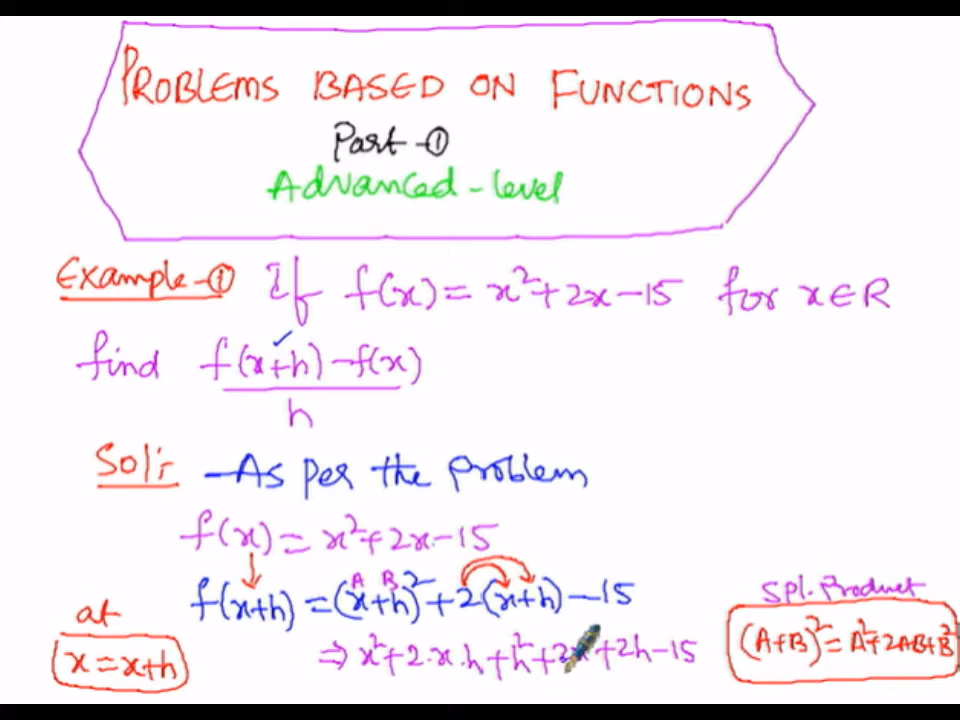 PROBLEMS BASED ON FUNCTIONS
Part-①
Advanced-level
Example-① If f(x) = x²+2x-15 for x∈R
find f(x+h)-f(x)
h
Sol: As per the problem
f(x) = x²+2x-15
A B
f(x+h) = (x+h)² + 2(x+h) - 15
⇒ x²+2·x·h+h²+2x+2h-15
at
x=x+h
Spl. Product
(A+B)² = A²+2AB+B²